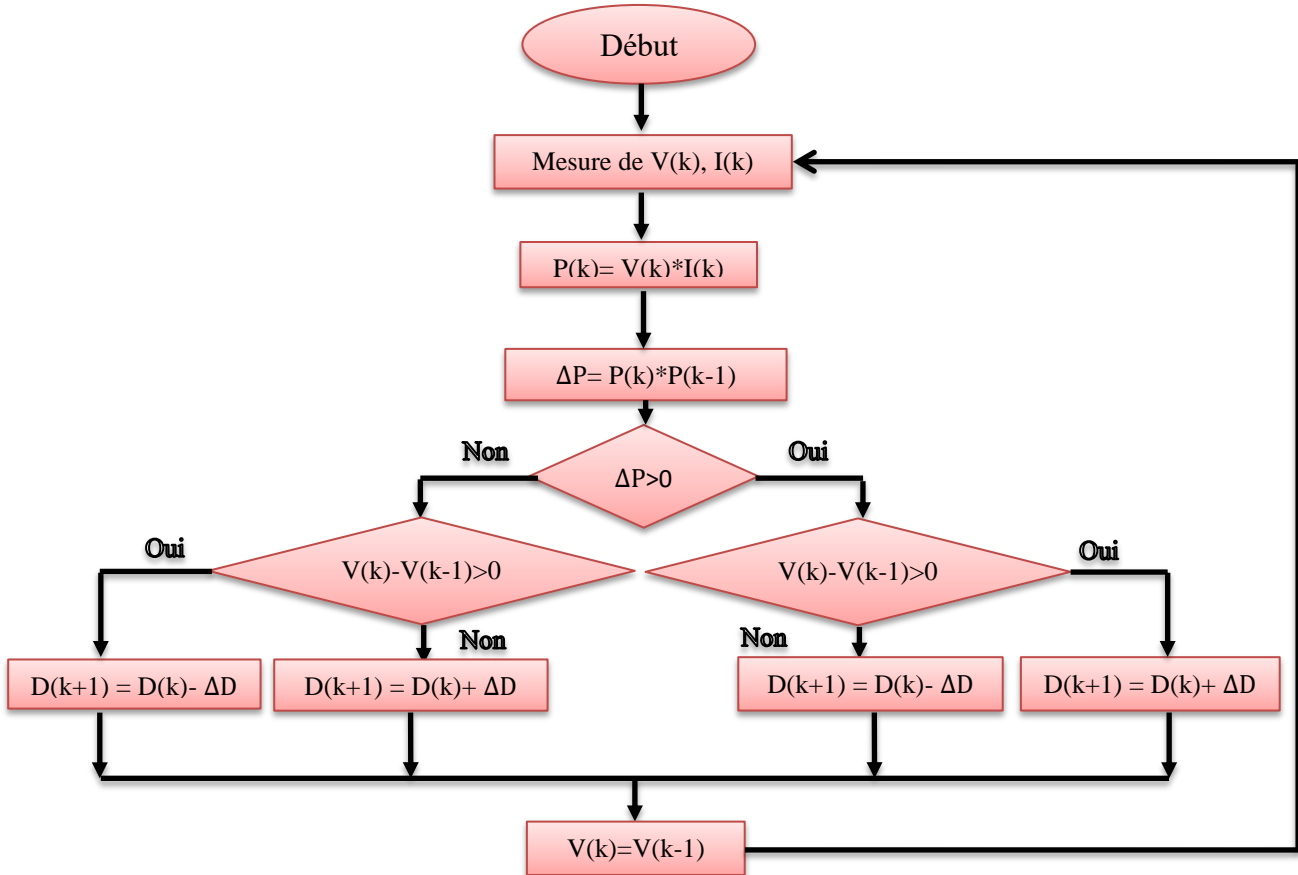 Début
Mesure de V(k), I(k)
P(k)= V(k)*I(k)
ΔP= P(k)*P(k-1)
Non
Oui
ΔP>0
Oui
V(k)-V(k-1)>0
V(k)-V(k-1)>0
Oui
Non
Non
D(k+1) = D(k)- ΔD
D(k+1) = D(k)+ ΔD
D(k+1) = D(k)- ΔD
D(k+1) = D(k)+ ΔD
V(k)=V(k-1)